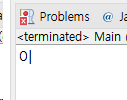 Problems @ Ja
<terminated> Main (
0